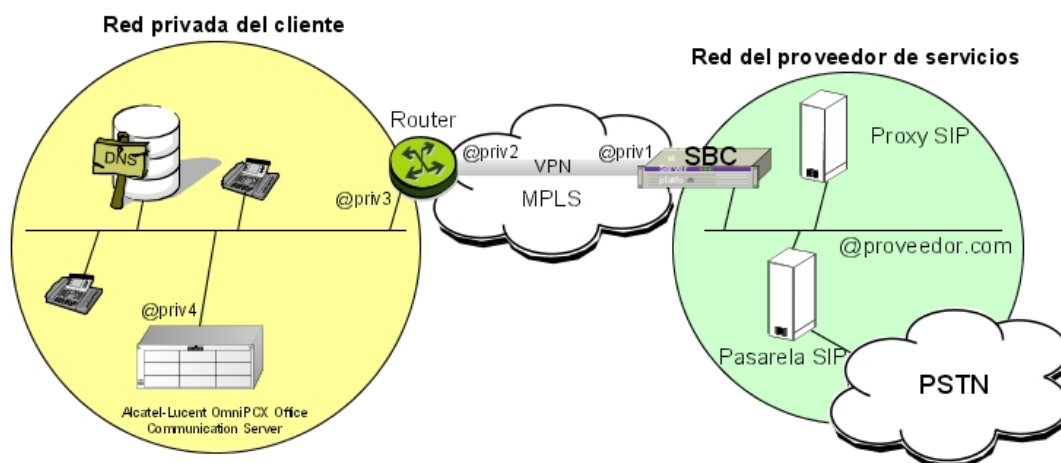 Red privada del cliente
Red del proveedor de servicios
Router
Proxy SIP
DNS
@priv2
@priv1
SBC
VPN
MPLS
@priv3
@proveedor.com
@priv4
Pasarela SIP
PSTN
Alcatel-Lucent OmniPCX Office
Communication Server